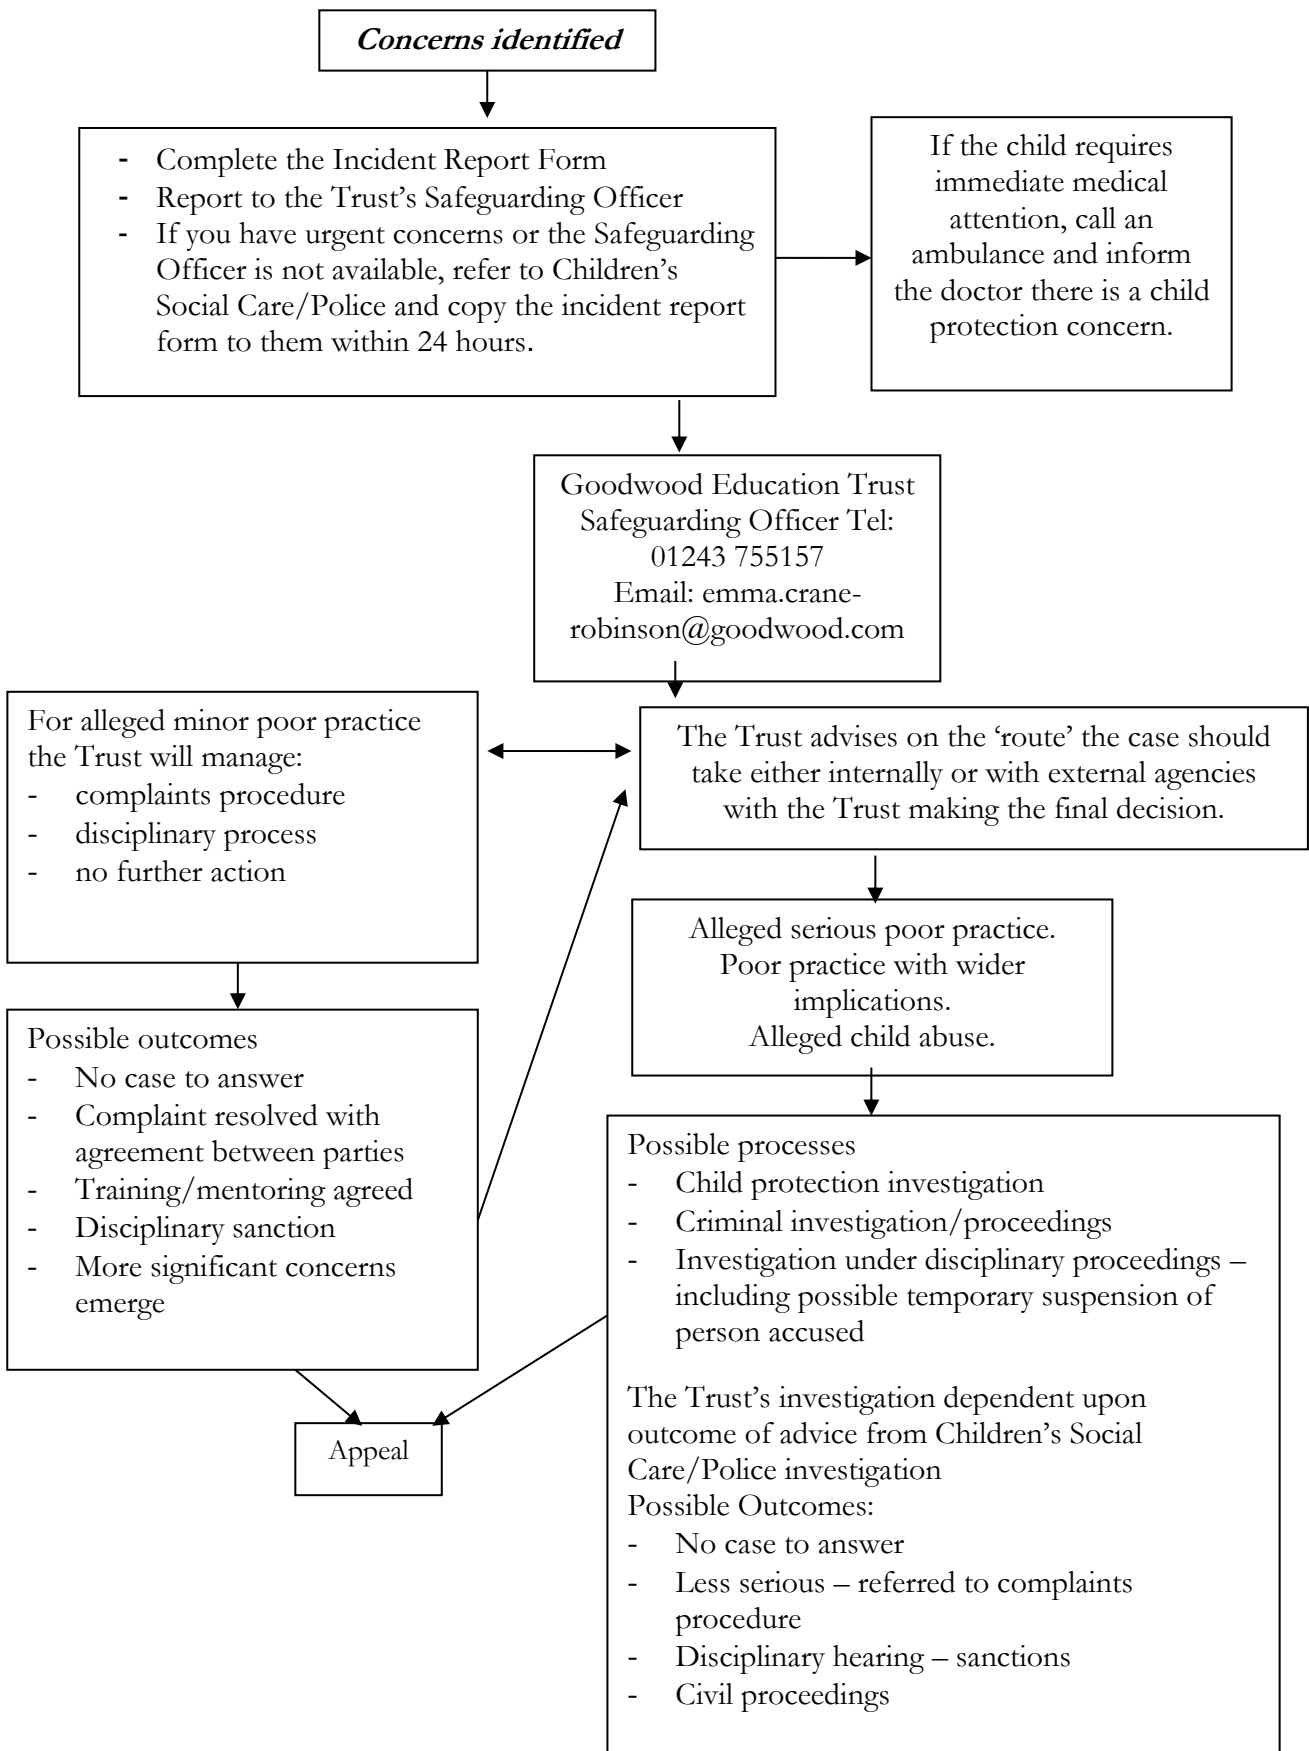 Concerns identified
- Complete the Incident Report Form
- Report to the Trust’s Safeguarding Officer
- If you have urgent concerns or the Safeguarding
Officer is not available, refer to Children’s
Social Care/Police and copy the incident report
form to them within 24 hours.
If the child requires
immediate medical
attention, call an
ambulance and inform
the doctor there is a child
protection concern.
Goodwood Education Trust
Safeguarding Officer Tel:
01243 755157
Email: emma.crane-
robinson@goodwood.com
For alleged minor poor practice
the Trust will manage:
- complaints procedure
- disciplinary process
- no further action
The Trust advises on the ‘route’ the case should
take either internally or with external agencies
with the Trust making the final decision.
Alleged serious poor practice.
Poor practice with wider
implications.
Alleged child abuse.
Possible outcomes
- No case to answer
- Complaint resolved with
agreement between parties
- Training/mentoring agreed
- Disciplinary sanction
- More significant concerns
emerge
Possible processes
- Child protection investigation
- Criminal investigation/proceedings
- Investigation under disciplinary proceedings –
including possible temporary suspension of
person accused
The Trust’s investigation dependent upon
outcome of advice from Children’s Social
Care/Police investigation
Possible Outcomes:
- No case to answer
- Less serious – referred to complaints
procedure
- Disciplinary hearing – sanctions
- Civil proceedings
Appeal